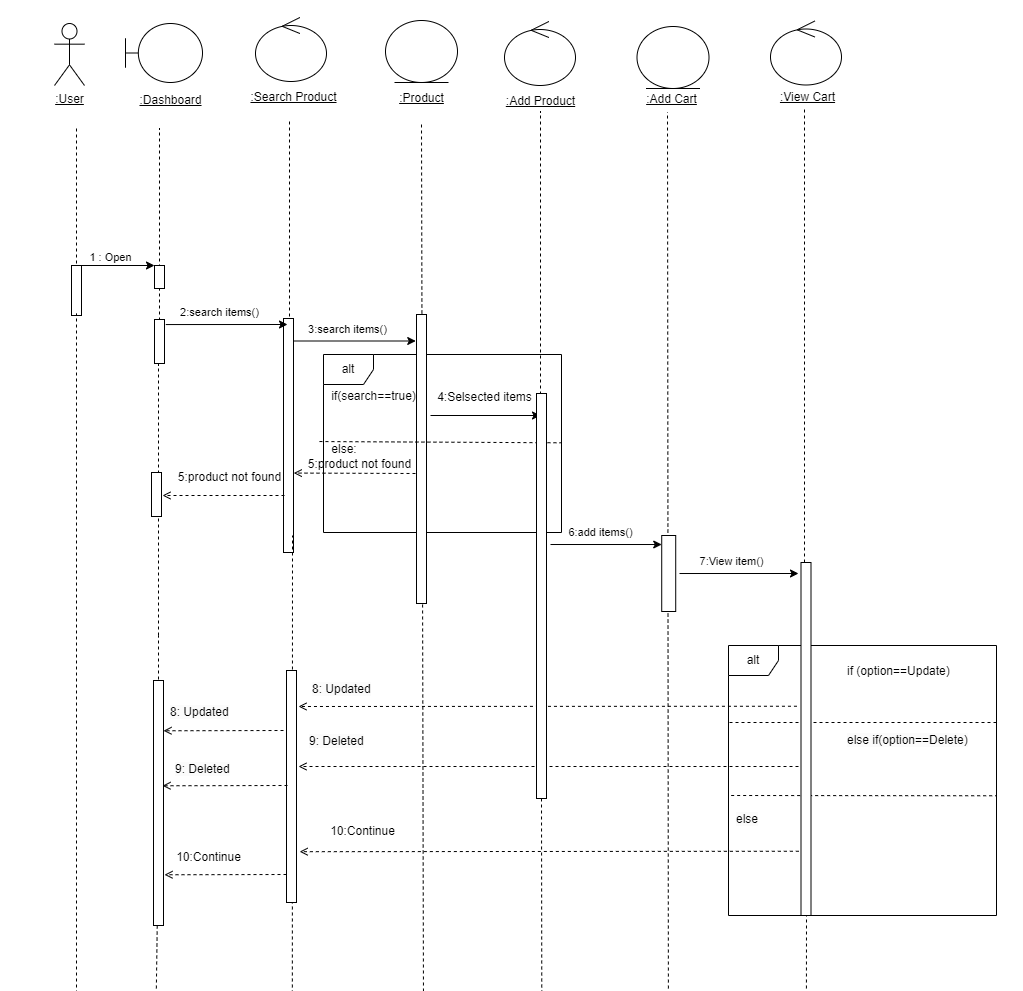 :User
:Dashboard
:Search Product
:Product
:Add Product
:Add Cart
:View Cart
1 : Open
2:search items()
3:search items()
alt
if(search==true)
4:Selsected items
else:
5:product not found
5:product not found
6:add items()
7:View item()
alt
if (option==Update)
8: Updated
8: Updated
else if(option==Delete)
9: Deleted
9: Deleted
else
10:Continue
10:Continue